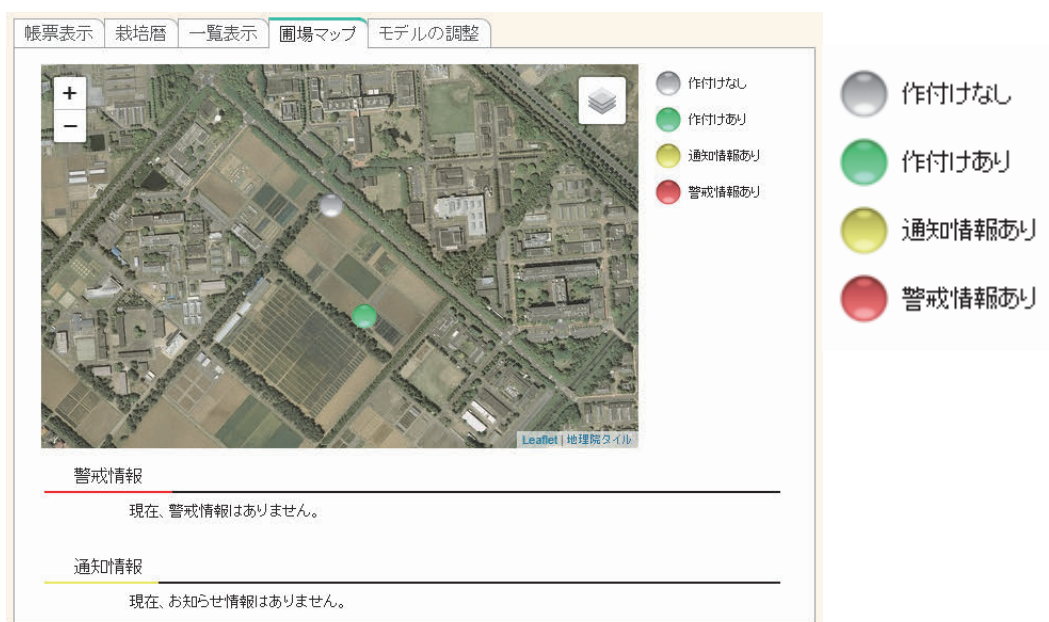 帳票表示 栽培暦 一覧表示 圃場マップ モデルの調整
+
−
作付けなし
作付けあり
通知情報あり
警戒情報あり
Leaflet | 地理院タイル
警戒情報
現在、警戒情報はありません。
通知情報
現在、お知らせ情報はありません。
作付けなし
作付けあり
通知情報あり
警戒情報あり